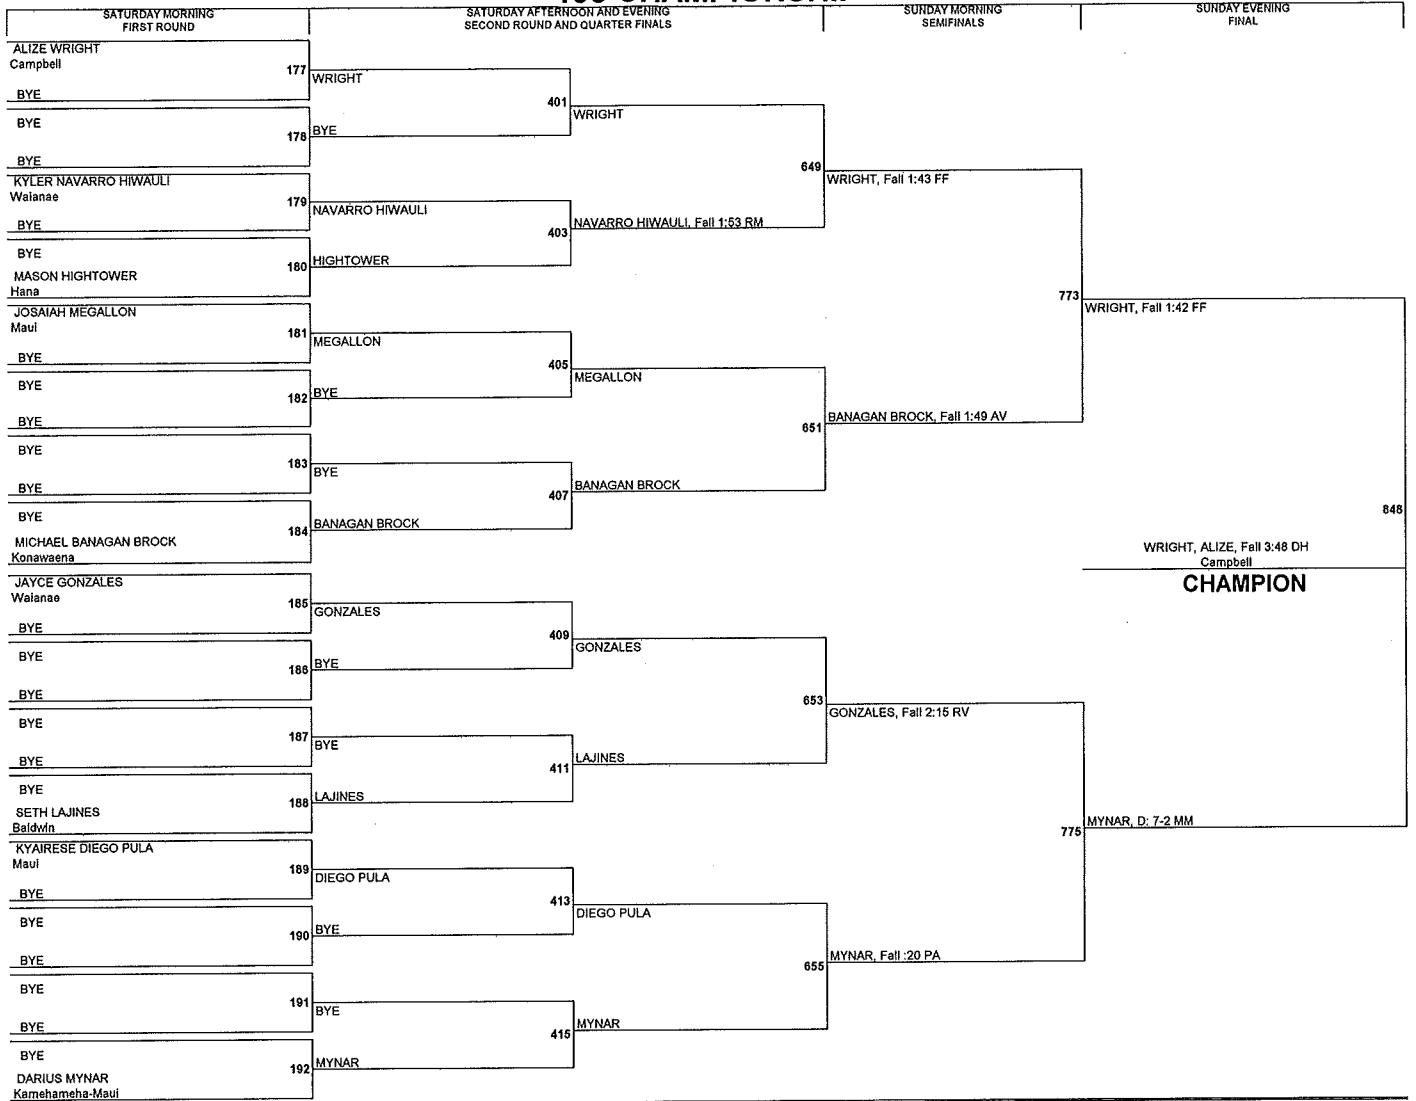 SATURDAY MORNING
FIRST ROUND
SATURDAY AFTERNOON AND EVENING
SECOND ROUND AND QUARTER FINALS
SUNDAY MORNING
SEMIFINALS
SUNDAY EVENING
FINAL
ALIZE WRIGHT
Campbell
177
BYE
WRIGHT
401
BYE
178
BYE
BYE
WRIGHT
649
KYLER NAVARRO HIWAULI
Waianae
179
BYE
NAVARRO HIWAULI
403
BYE
180
MASON HIGHTOWER
Hana
HIGHTOWER
NAVARRO HIWAULI, Fall 1:53 RM
WRIGHT, Fall 1:43 FF
773
JOSAIAH MEGALLON
Maui
181
BYE
MEGALLON
405
BYE
182
BYE
BYE
MEGALLON
651
BYE
183
BYE
BYE
407
BYE
184
MICHAEL BANAGAN BROCK
Konawaena
BANAGAN BROCK
BANAGAN BROCK
BANAGAN BROCK, Fall 1:49 AV
WRIGHT, Fall 1:42 FF
848
WRIGHT, ALIZE, Fall 3:48 DH
Campbell
CHAMPION
JAYCE GONZALES
Waianae
185
BYE
GONZALES
409
BYE
186
BYE
BYE
GONZALES
653
BYE
187
BYE
BYE
411
BYE
188
SETH LAJINES
Baldwin
LAJINES
LAJINES
GONZALES, Fall 2:15 RV
775
KYAIRESE DIEGO PULA
Maui
189
BYE
DIEGO PULA
413
BYE
190
BYE
BYE
DIEGO PULA
655
BYE
191
BYE
BYE
415
BYE
192
DARIUS MYNAR
Kamehameha-Maui
MYNAR
MYNAR
MYNAR, Fall :20 PA
MYNAR, D: 7-2 MM